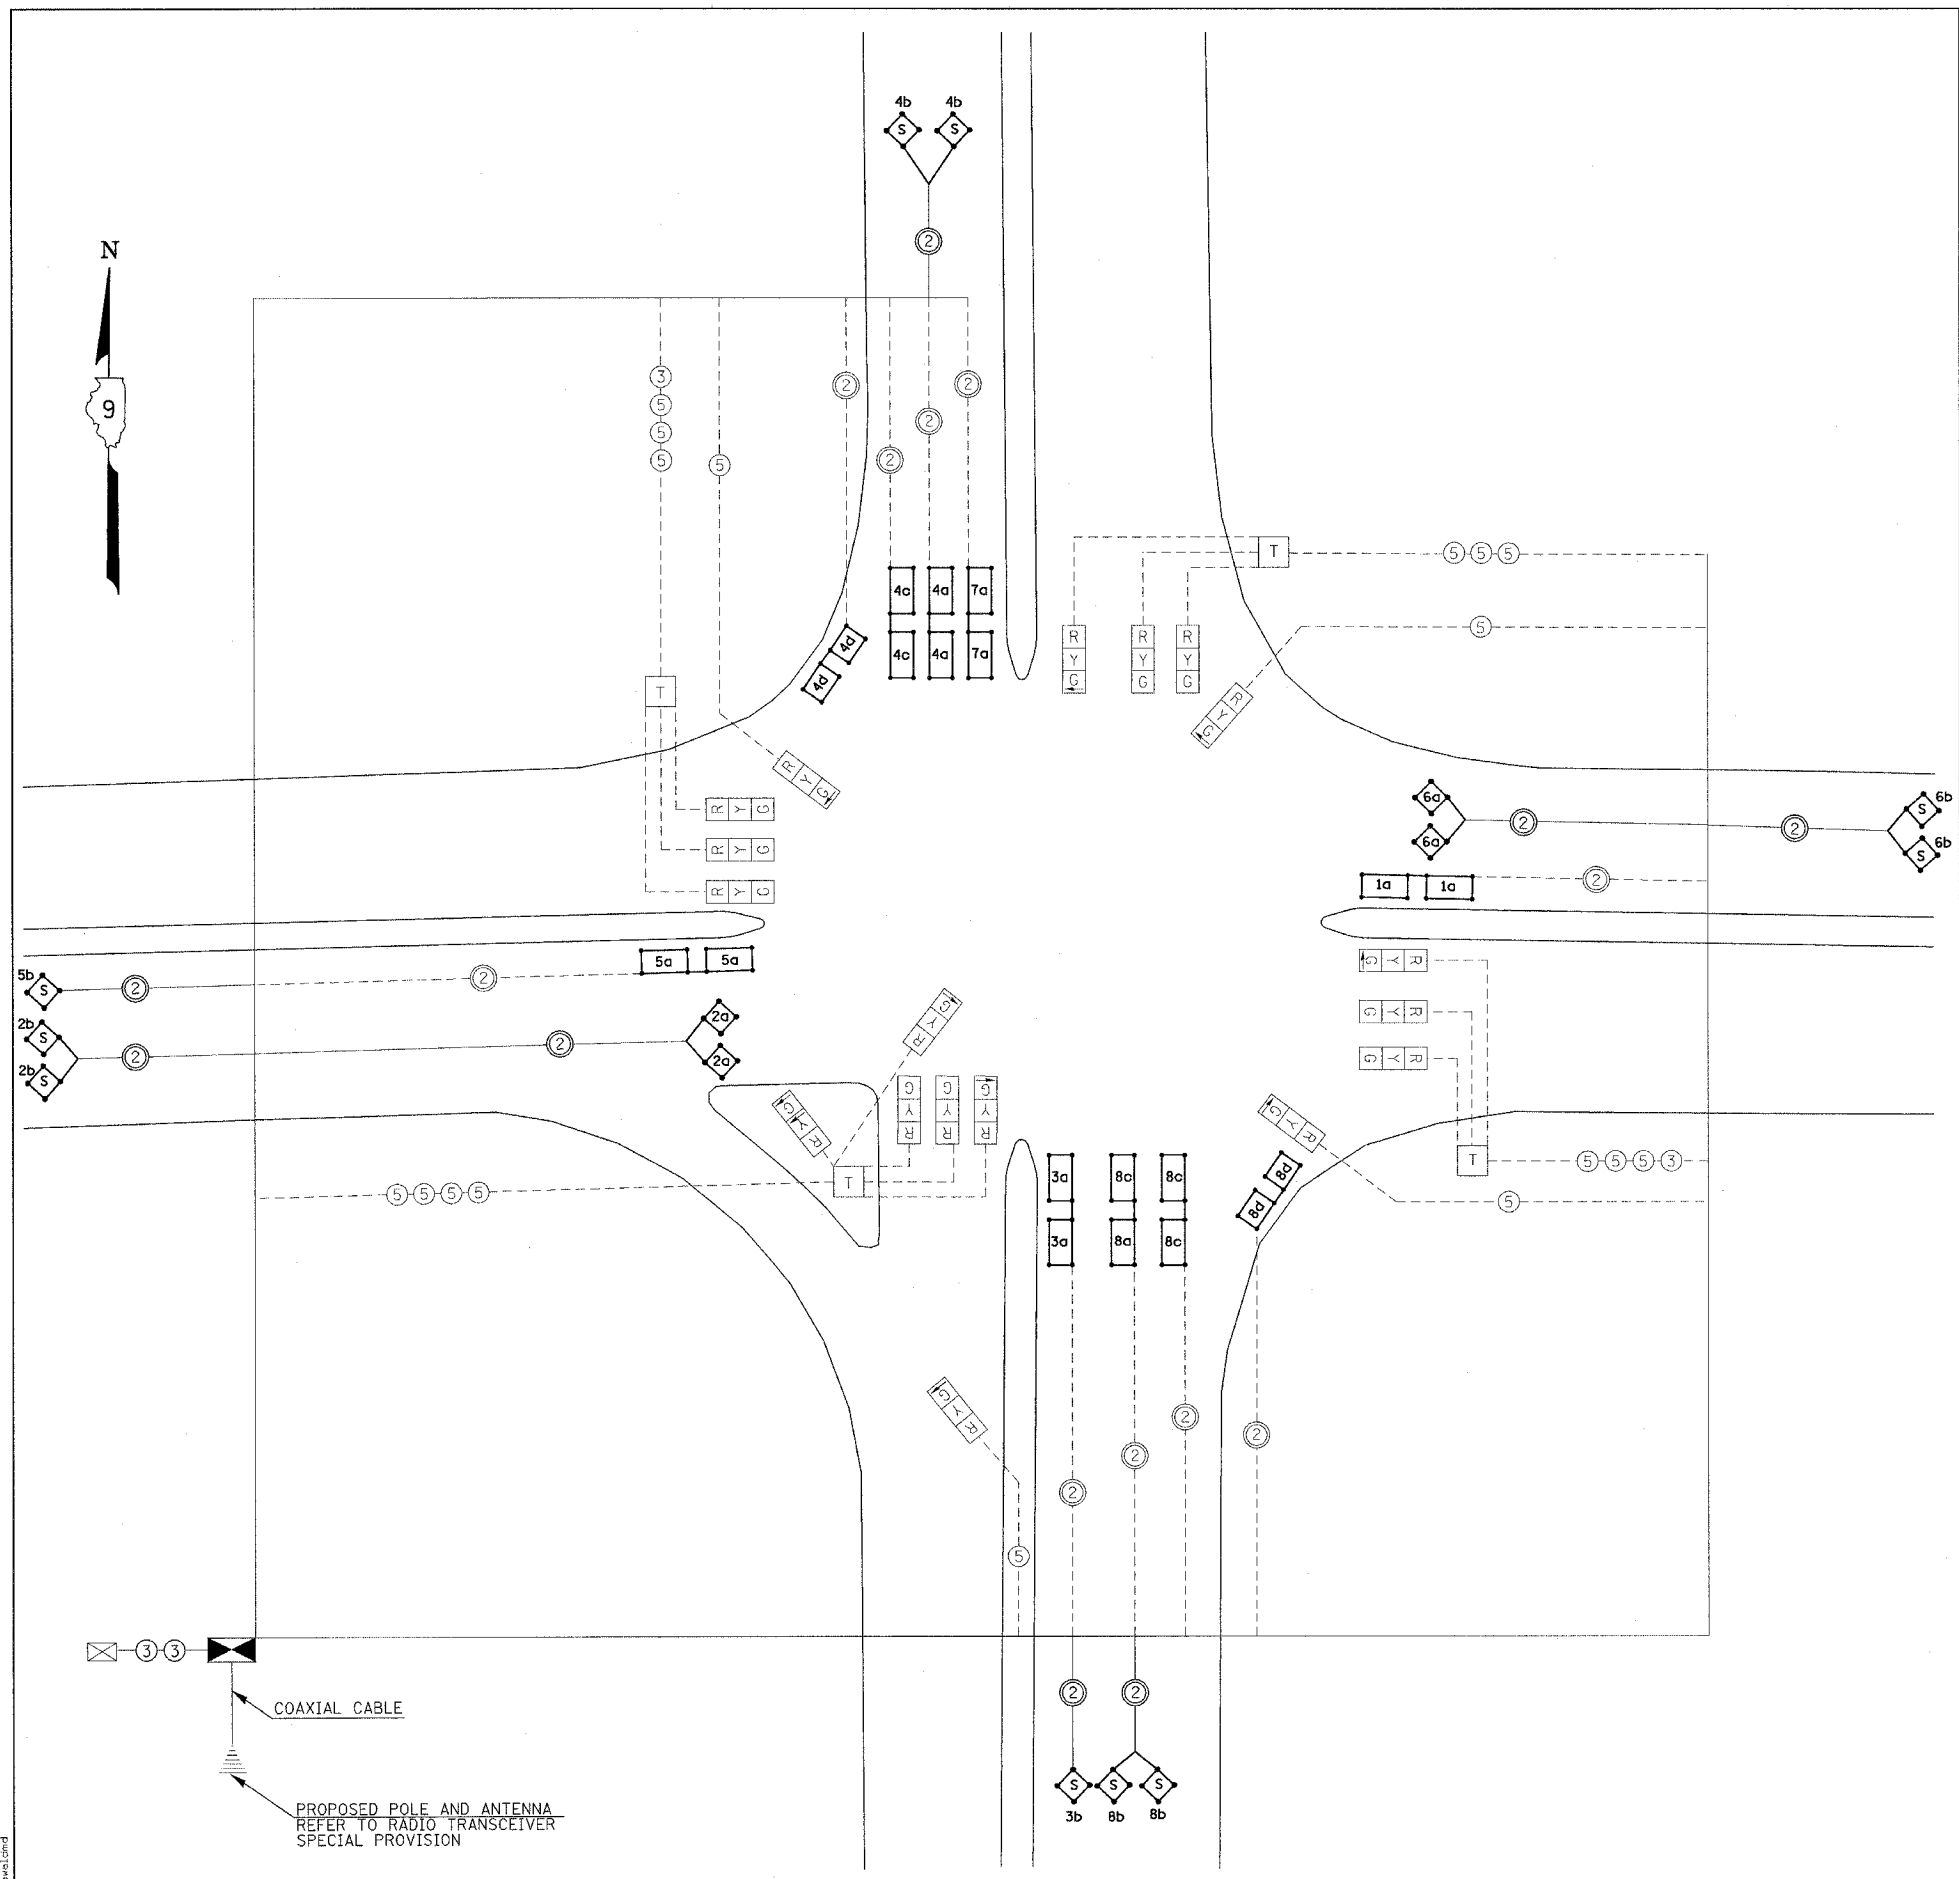 4b 4b
S S
2
N
9
3
5
5
5
5
2
2
2
2
4c 4a 7a
4c 4a 7a
4d
4d
T
T
5 5 5
5
R Y G
R Y G
R Y G
R Y G
R Y G
R Y G
R Y G
R Y G
6a
6a
2
2
S 6b
S 6b
1a 1a
2
5a 5a
5b
S
2
2
2b
S
2b
S
2
2
2a
2a
G Y R
G Y R
G Y R
G Y R
G Y R
G Y R
G Y R
G Y R
G Y R
T
5 5 5 5
T
5 5 5 3
5
3a 8c 8c
3a 8a 8c
8d
8d
2
2
2
2
G Y R
5
3 3
COAXIAL CABLE
2 2
S S S
3b 8b 8b
PROPOSED POLE AND ANTENNA
REFER TO RADIO TRANSCEIVER
SPECIAL PROVISION